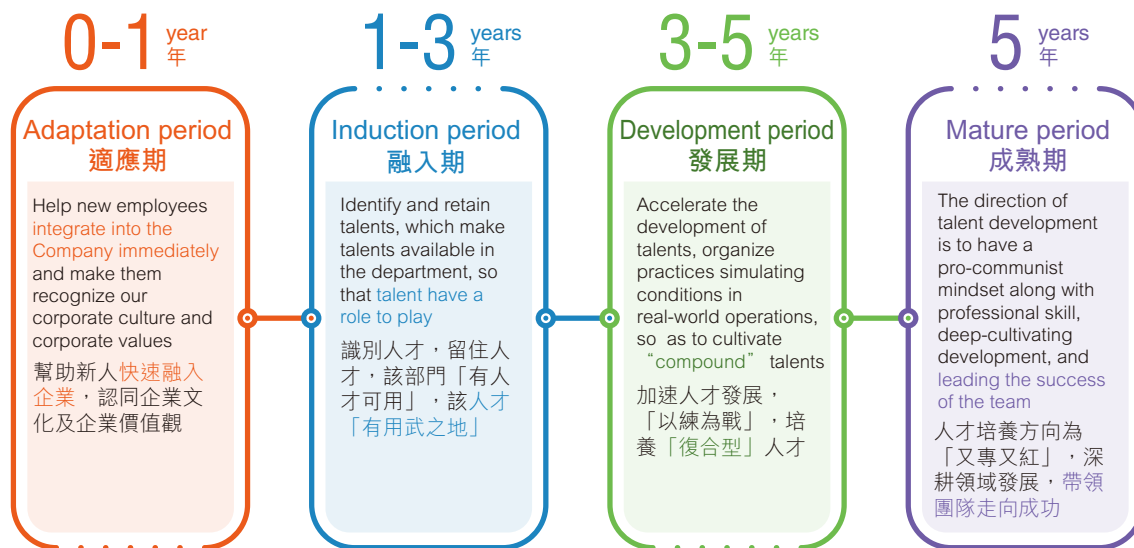 0-1 year
年
Adaptation period
適應期
Help new employees
integrate into the
Company immediately
and make them
recognize our
corporate culture and
corporate values
幫助新人快速融入
企業，認同企業文
化及企業價值觀
1-3 years
年
Induction period
融入期
Identify and retain
talents, which make
talents available in
the department, so
that talent have a
role to play
識別人才，留住人
才，該部門「有人
才可用」，該人才
「有用武之地」
3-5 years
年
Development period
發展期
Accelerate the
development of
talents, organize
practices simulating
conditions in
real-world operations,
so as to cultivate
“compound” talents
加速人才發展，
「以練為戰」，培
養「復合型」人才
5 years
年
Mature period
成熟期
The direction of
talent development
is to have a
pro-communist
mindset along with
professional skill,
deep-cultivating
development, and
leading the success
of the team
人才培養方向為
「又專又紅」，深
耕領域發展，帶領
團隊走向成功